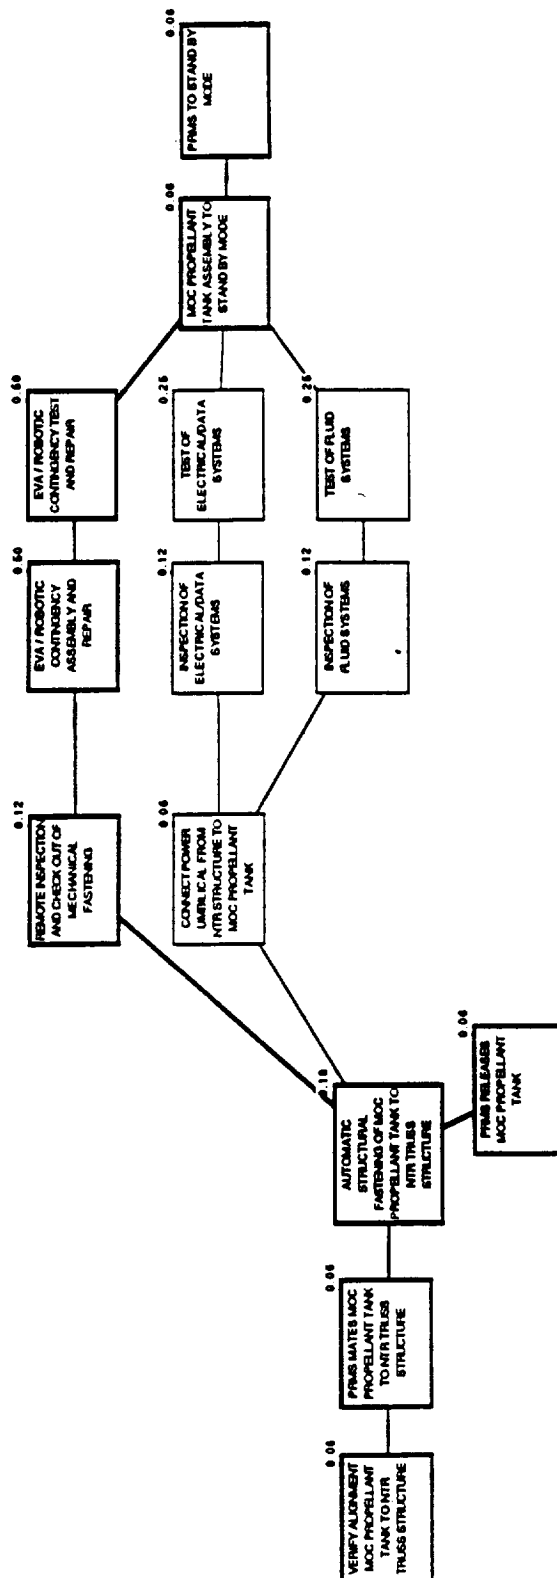 0.06
VERIFY ALIGNMENT
MOC PROPELLANT
TANK TO NTR
TRUSS STRUCTURE
0.06
PRMS MATES MOC
PROPELLANT TANK
TO NTR TRUSS
STRUCTURE
0.18
AUTOMATIC
STRUCTURAL
FASTENING OF MOC
PROPELLANT TANK TO
NTR TRUSS
STRUCTURE
0.06
PRMS RELEASES
MOC PROPELLANT
TANK
0.12
REMOTE INSPECTION
AND CHECK OUT OF
MECHANICAL
FASTENING
0.06
CONNECT POWER
UMBILICAL FROM
NTR STRUCTURE TO
MOC PROPELLANT
TANK
0.50
EVA / ROBOTIC
CONTINGENCY
ASSEMBLY AND
REPAIR
0.12
INSPECTION OF
ELECTRICAL/DATA
SYSTEMS
0.12
INSPECTION OF
FLUID SYSTEMS
0.50
EVA / ROBOTIC
CONTINGENCY TEST
AND REPAIR
0.25
TEST OF
ELECTRICAL/DATA
SYSTEMS
0.25
TEST OF FLUID
SYSTEMS
0.06
MOC PROPELLANT
TANK ASSEMBLY TO
STAND BY MODE
0.06
PRMS TO STAND BY
MODE